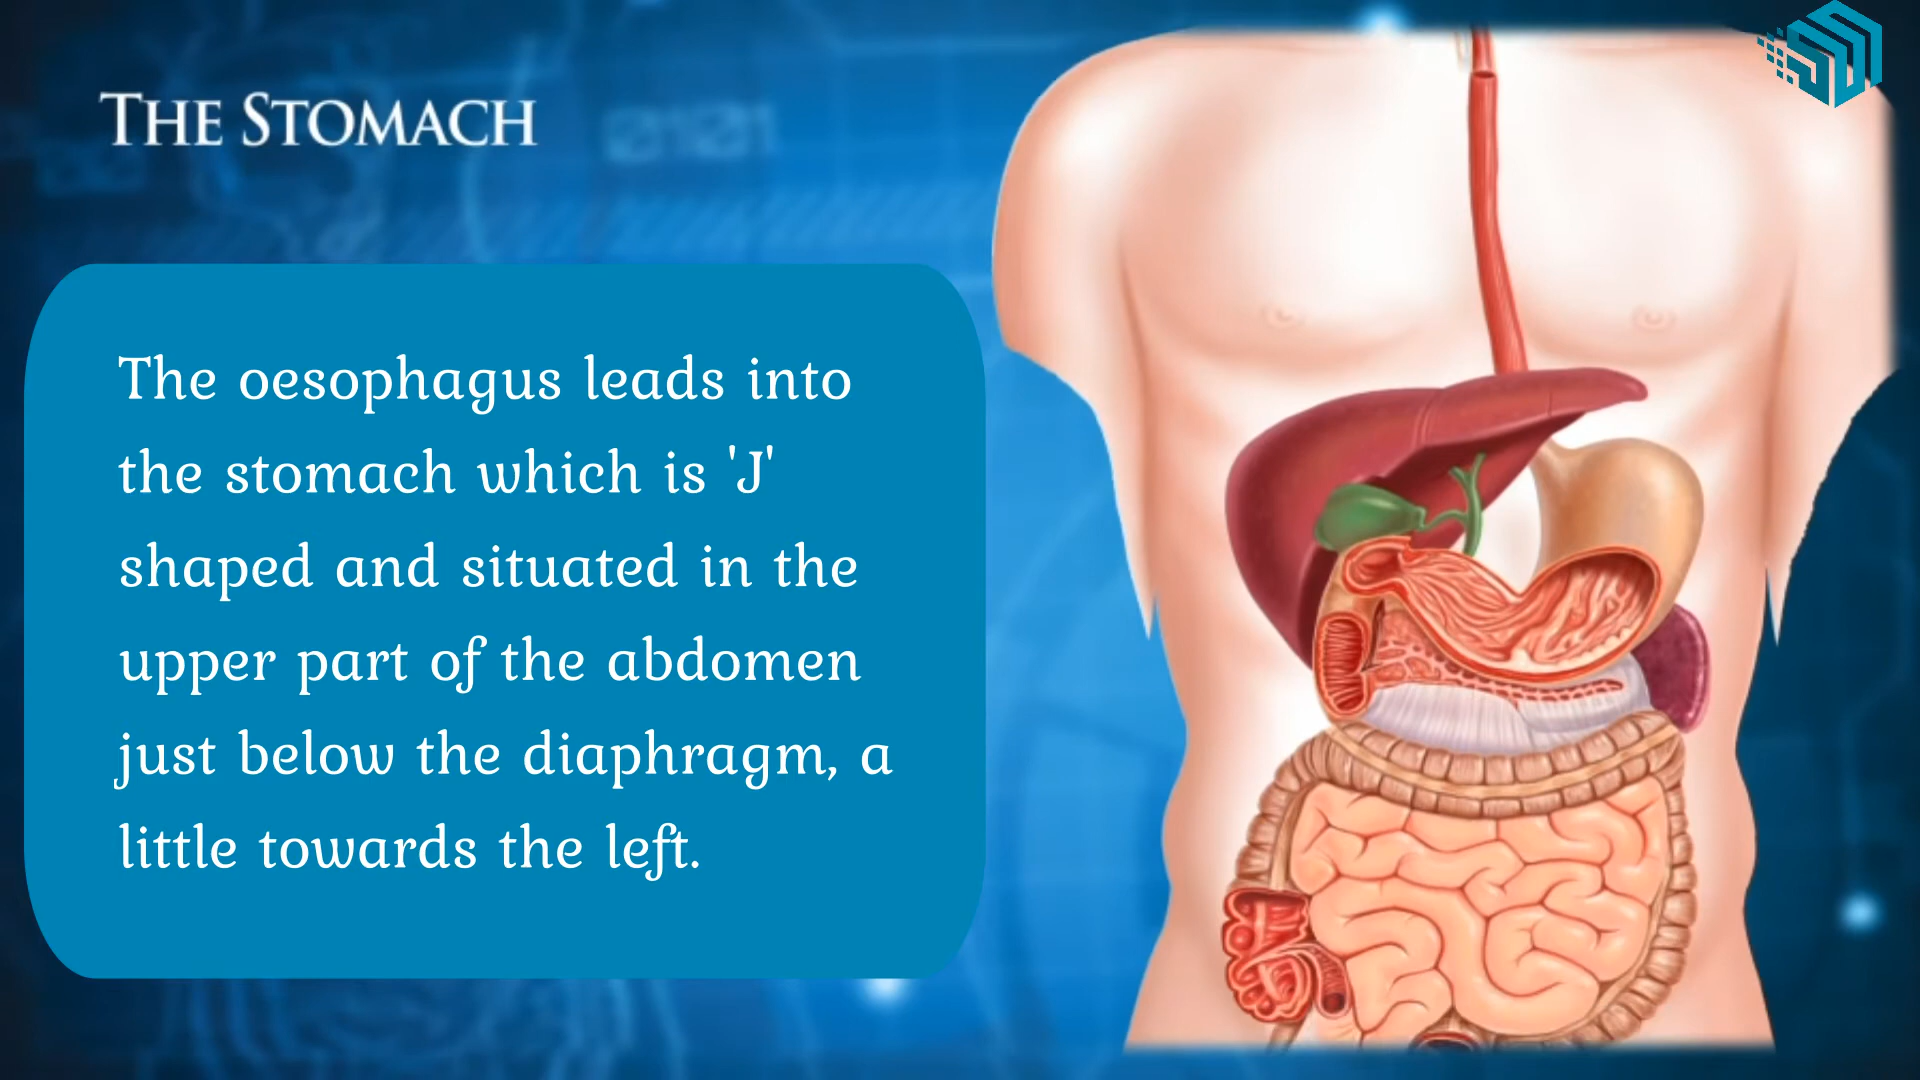 THE STOMACH
The oesophagus leads into
the stomach which is 'J'
shaped and situated in the
upper part of the abdomen
just below the diaphragm, a
little towards the left.